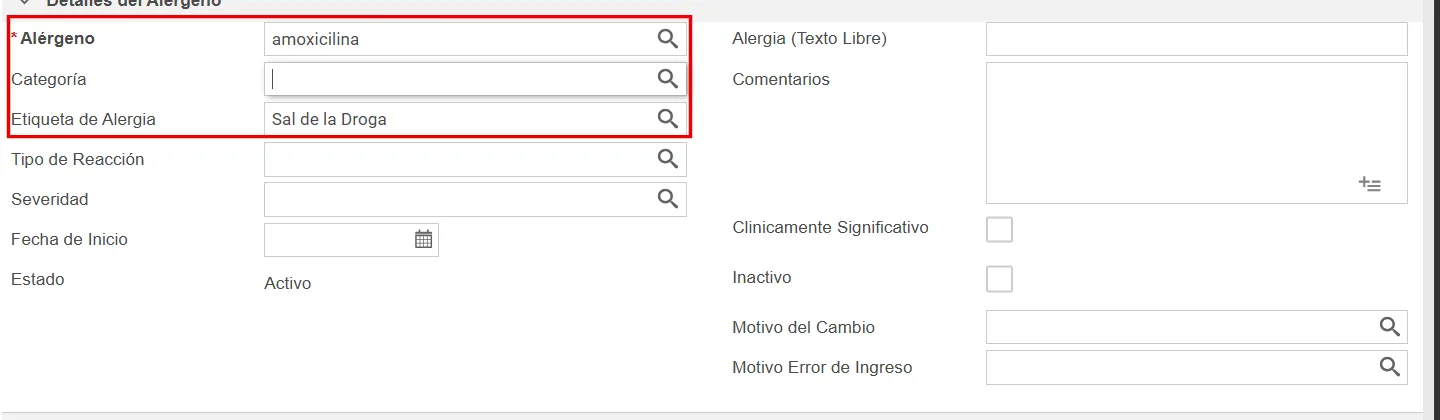 Detalles del Alérgeno
* Alérgeno
amoxicilina
Categoría
Etiqueta de Alergia
Sal de la Droga
Tipo de Reacción
Severidad
Fecha de Inicio
Estado
Activo
Alergia (Texto Libre)
Comentarios
Clinicamente Significativo
Inactivo
Motivo del Cambio
Motivo Error de Ingreso